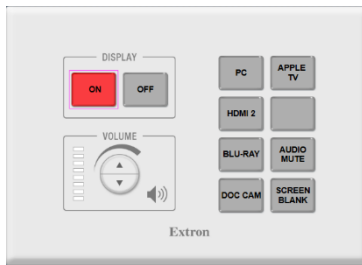 DISPLAY
ON
OFF
VOLUME
PC
APPLE
TV
HDMI 2
BLU-RAY
AUDIO
MUTE
DOC CAM
SCREEN
BLANK
Extron